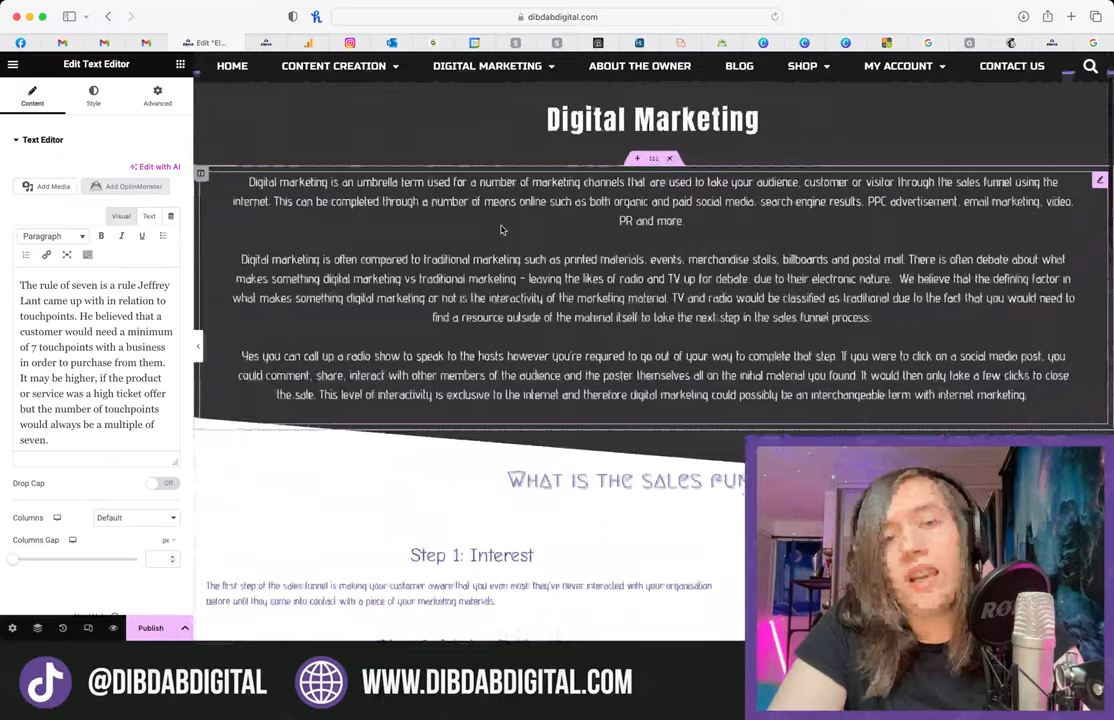 dibdabdigital.com
Edit "El...
Edit Text Editor
HOME
CONTENT CREATION
DIGITAL MARKETING
ABOUT THE OWNER
BLOG
SHOP
MY ACCOUNT
CONTACT US
Content
Style
Advanced
Digital Marketing
Text Editor
Edit with AI
Add Media
Add OptinMonster
Visual
Text
Paragraph
B
I
U
The rule of seven is a rule Jeffrey
Lant came up with in relation to
touchpoints. He believed that a
customer would need a minimum
of 7 touchpoints with a business
in order to purchase from them.
It may be higher, if the product
or service was a high ticket offer
but the number of touchpoints
would always be a multiple of
seven.
Drop Cap
Off
Columns
Default
Columns Gap
px
Publish
Digital marketing is an umbrella term used for a number of marketing channels that are used to take your audience, customer or visitor through the sales funnel using the
internet. This can be completed through a number of means online such as both organic and paid social media, search engine results, PPC advertisement, email marketing, video,
PR and more.
Digital marketing is often compared to traditional marketing such as printed materials, events, merchandise stalls, billboards and postal mail. There is often debate about what
makes something digital marketing vs traditional marketing – leaving the likes of radio and TV up for debate, due to their electronic nature. We believe that the defining factor in
what makes something digital marketing or not is the interactivity of the marketing material. TV and radio would be classified as traditional due to the fact that you would need to
find a resource outside of the material itself to take the next step in the sales funnel process.
Yes you can call up a radio show to speak to the hosts however you're required to go out of your way to complete that step. If you were to click on a social media post, you
could comment, share, interact with other members of the audience and the poster themselves all on the initial material you found. It would then only take a few clicks to close
the sale. This level of interactivity is exclusive to the internet and therefore digital marketing could possibly be an interchangeable term with internet marketing.
What is the sales fun
Step 1: Interest
The first step of the sales funnel is making your customer aware that you even exist: they've never interacted with your organisation
before until they come into contact with a piece of your marketing materials.
@DIBDABDIGITAL
WWW.DIBDABDIGITAL.COM